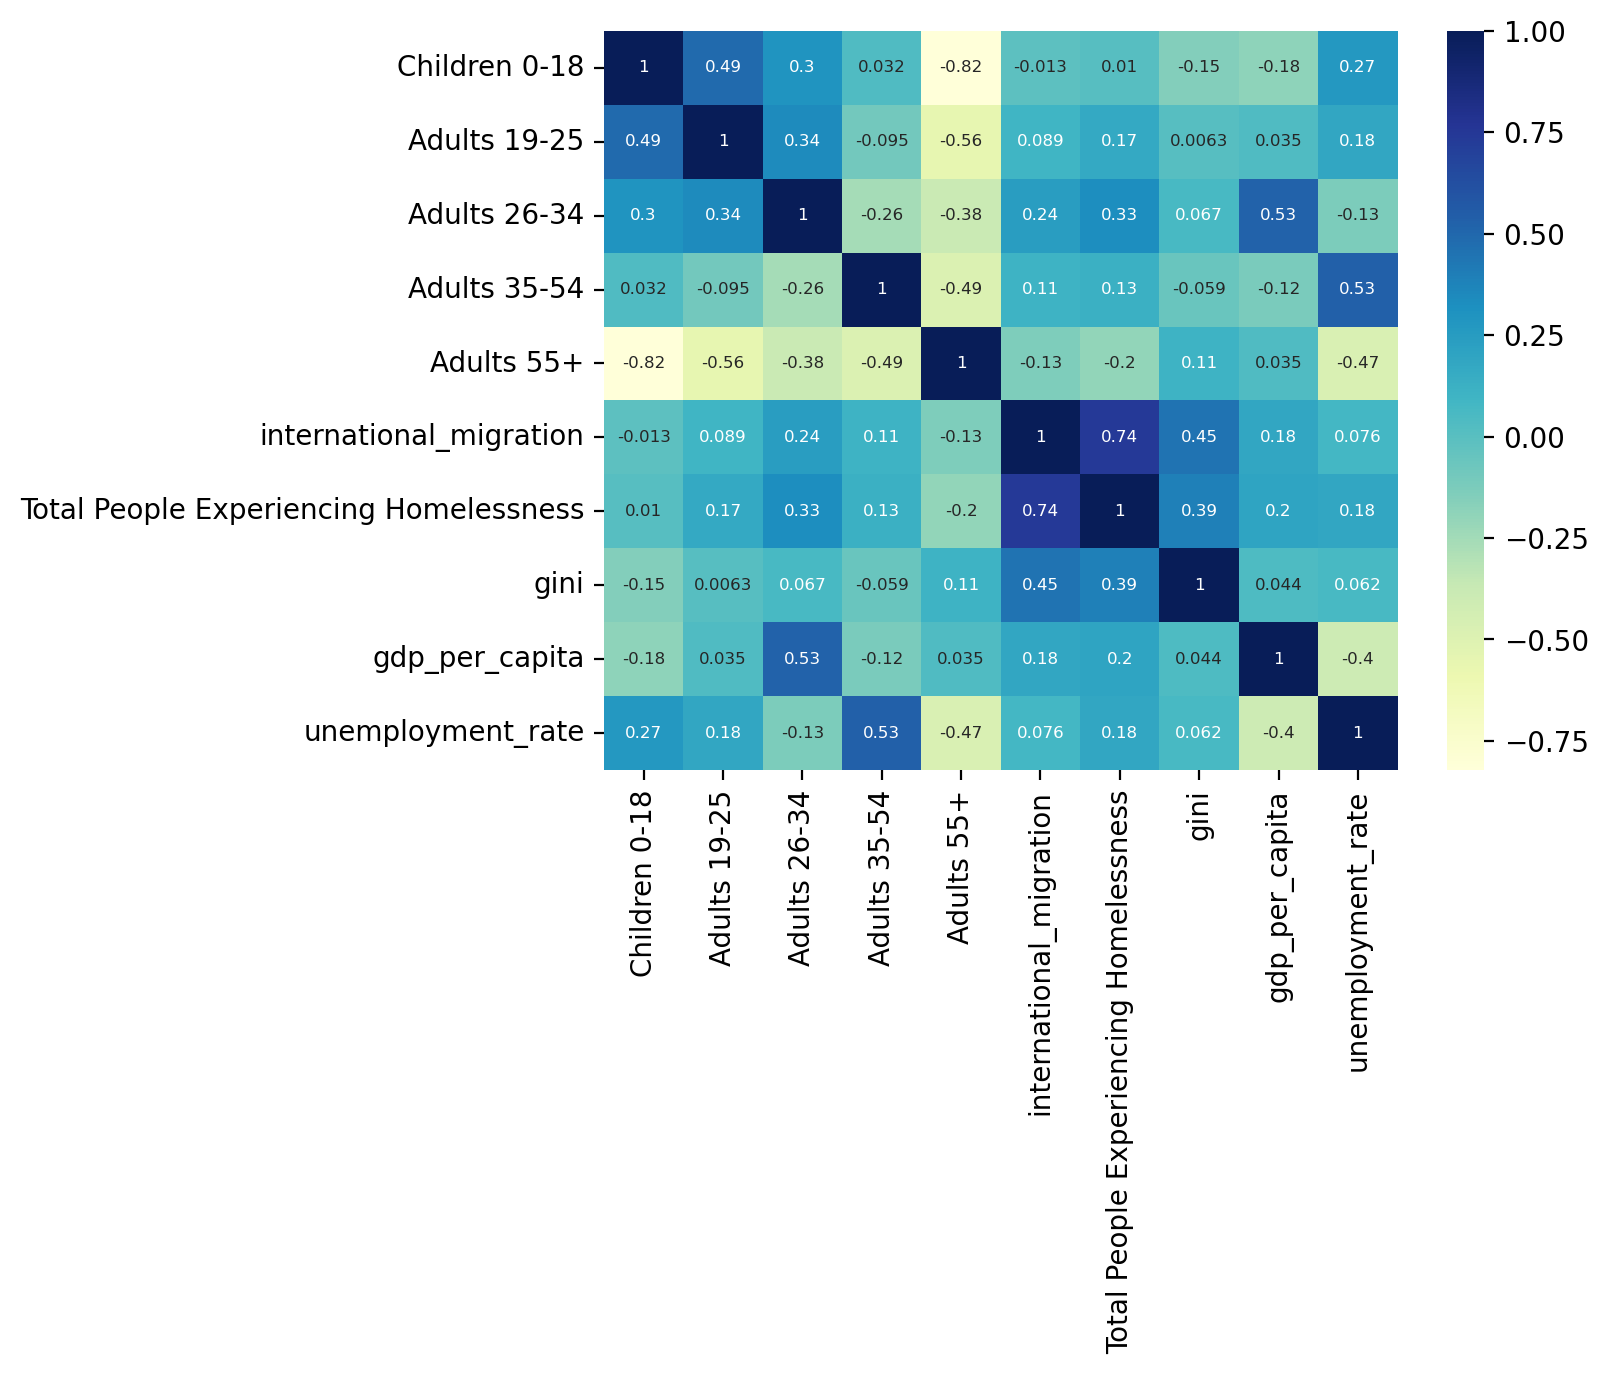 Children 0-18 1 0.49 0.3 0.032 -0.82 -0.013 0.01 -0.15 -0.18 0.27
Adults 19-25 0.49 1 0.34 -0.095 -0.56 0.089 0.17 0.0063 0.035 0.18
Adults 26-34 0.3 0.34 1 -0.26 -0.38 0.24 0.33 0.067 0.53 -0.13
Adults 35-54 0.032 -0.095 -0.26 1 -0.49 0.11 0.13 -0.059 -0.12 0.53
Adults 55+ -0.82 -0.56 -0.38 -0.49 1 -0.13 -0.2 0.11 0.035 -0.47
international_migration -0.013 0.089 0.24 0.11 -0.13 1 0.74 0.45 0.18 0.076
Total People Experiencing Homelessness 0.01 0.17 0.33 0.13 -0.2 0.74 1 0.39 0.2 0.18
gini -0.15 0.0063 0.067 -0.059 0.11 0.45 0.39 1 0.044 0.062
gdp_per_capita -0.18 0.035 0.53 -0.12 0.035 0.18 0.2 0.044 1 -0.4
unemployment_rate 0.27 0.18 -0.13 0.53 -0.47 0.076 0.18 0.062 -0.4 1
Children 0-18
Adults 19-25
Adults 26-34
Adults 35-54
Adults 55+
international_migration
Total People Experiencing Homelessness
gini
gdp_per_capita
unemployment_rate
1.00
0.75
0.50
0.25
0.00
−0.25
−0.50
−0.75